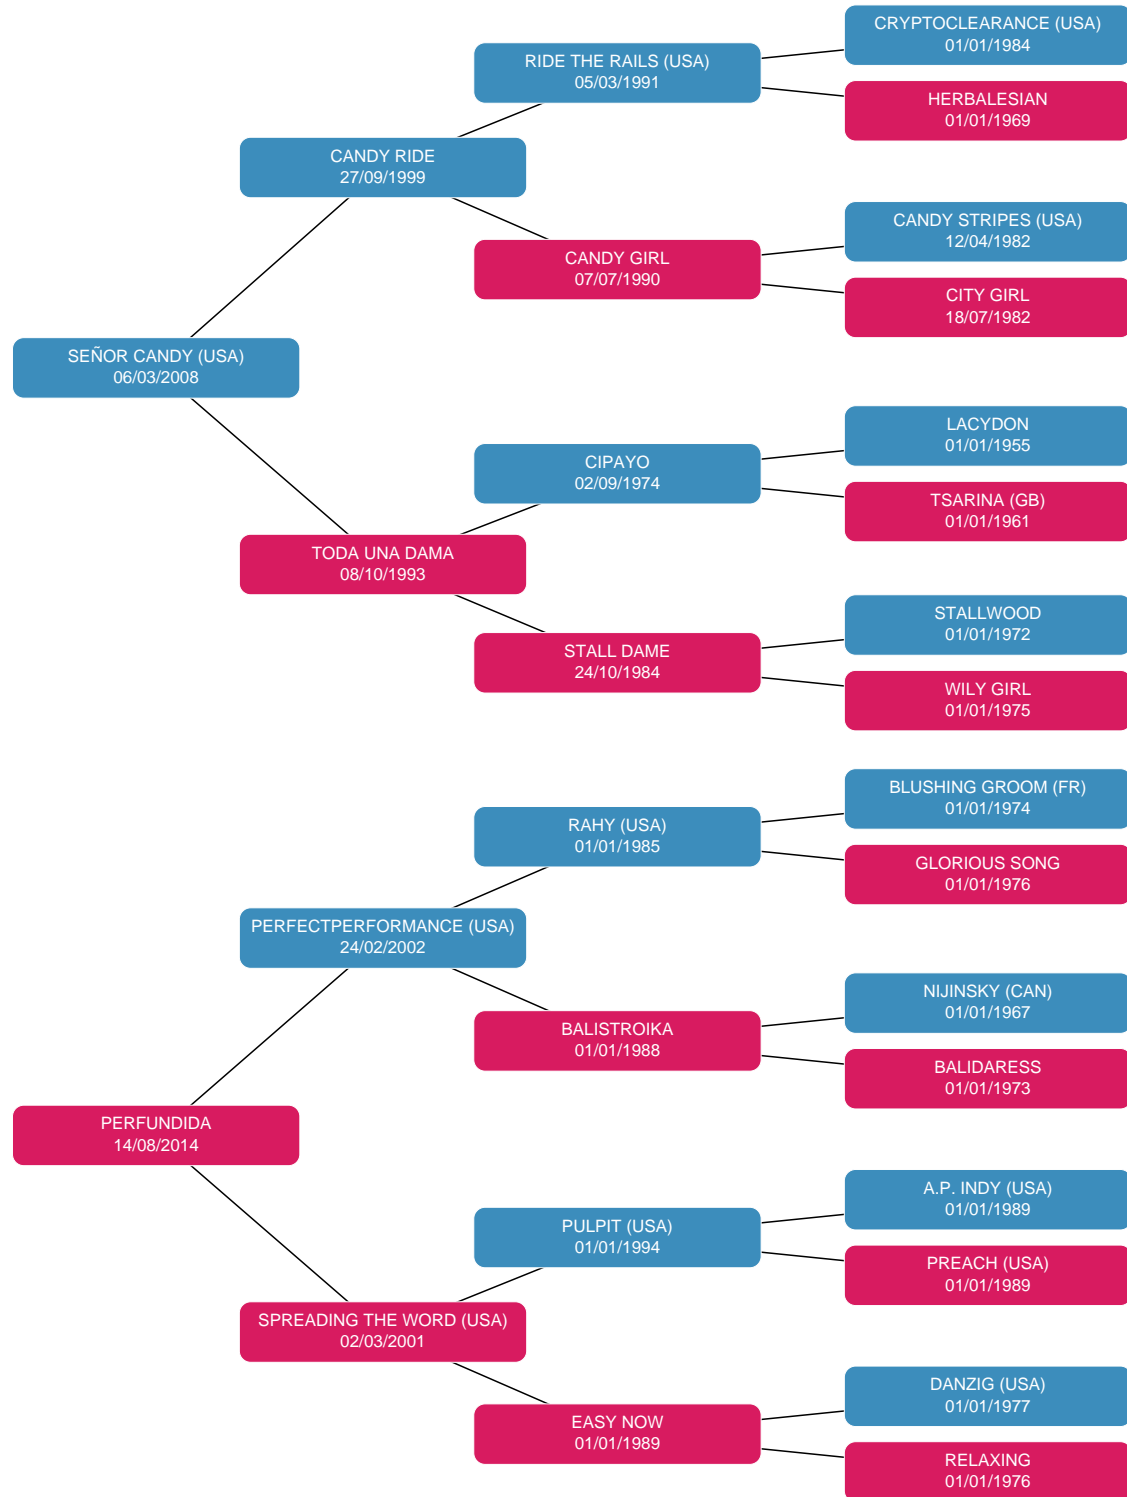 CRYPTOCLEARANCE (USA)
01/01/1984
RIDE THE RAILS (USA)
05/03/1991
HERBALESIAN
01/01/1969
CANDY RIDE
27/09/1999
CANDY STRIPES (USA)
12/04/1982
CANDY GIRL
07/07/1990
CITY GIRL
18/07/1982
SEÑOR CANDY (USA)
06/03/2008
LACYDON
01/01/1955
CIPAYO
02/09/1974
TSARINA (GB)
01/01/1961
TODA UNA DAMA
08/10/1993
STALLWOOD
01/01/1972
STALL DAME
24/10/1984
WILY GIRL
01/01/1975
BLUSHING GROOM (FR)
01/01/1974
RAHY (USA)
01/01/1985
GLORIOUS SONG
01/01/1976
PERFECTPERFORMANCE (USA)
24/02/2002
NIJINSKY (CAN)
01/01/1967
BALISTROIKA
01/01/1988
BALIDARESS
01/01/1973
PERFUNDIDA
14/08/2014
A.P. INDY (USA)
01/01/1989
PULPIT (USA)
01/01/1994
PREACH (USA)
01/01/1989
SPREADING THE WORD (USA)
02/03/2001
DANZIG (USA)
01/01/1977
EASY NOW
01/01/1989
RELAXING
01/01/1976